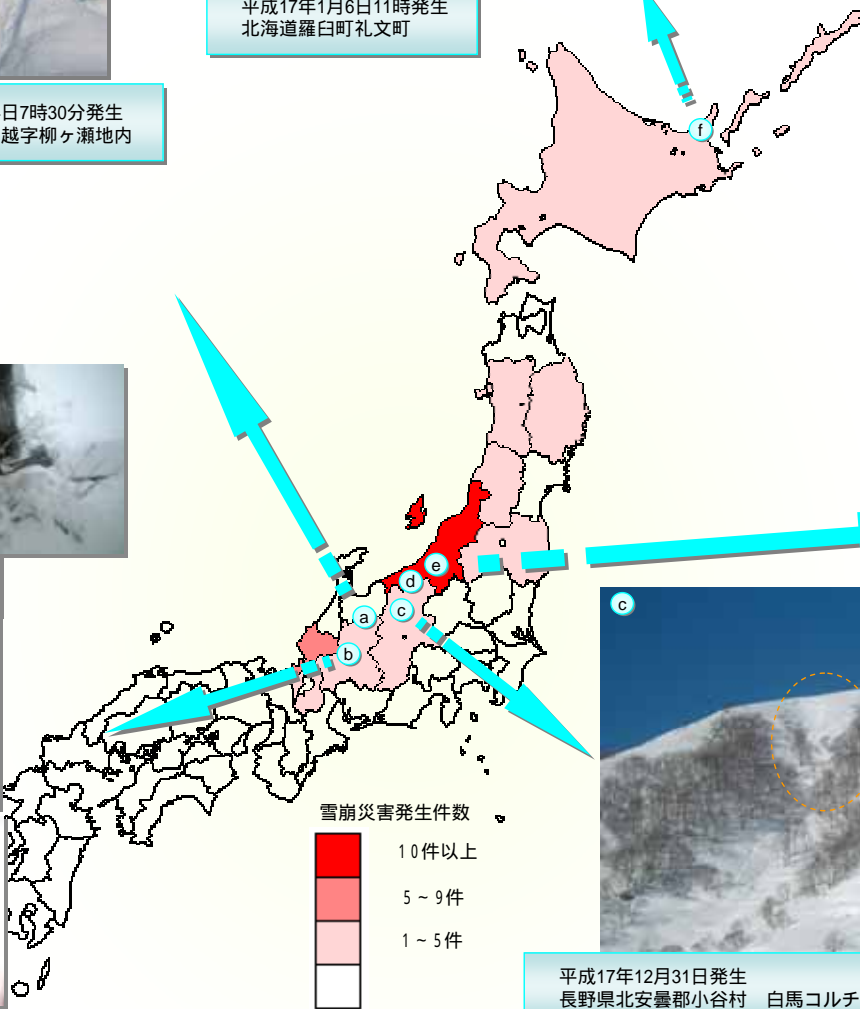 平成17年1月6日11時発生
北海道羅臼町礼文町
日7時30分発生
越字柳ヶ瀬地内
f
e
d
c
a
b
c
雪崩災害発生件数
10件以上
5~9件
1~5件
平成17年12月31日発生
長野県北安曇郡小谷村 白馬コルチ